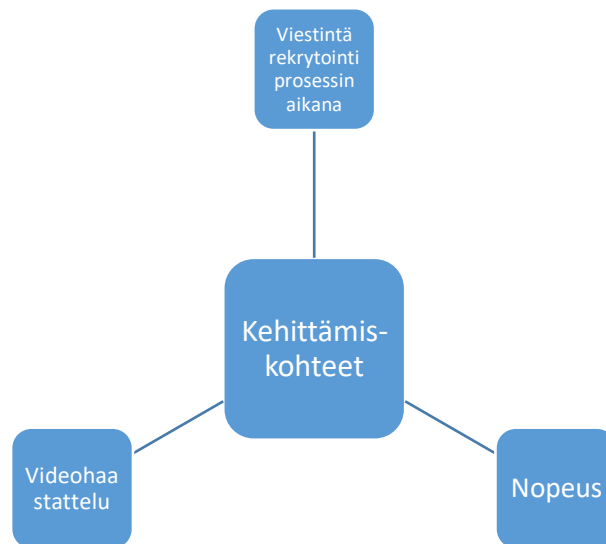 Viestintä
rekrytointi
prosessin
aikana
Kehittämis-
kohteet
Videohaa
stattelu
Nopeus